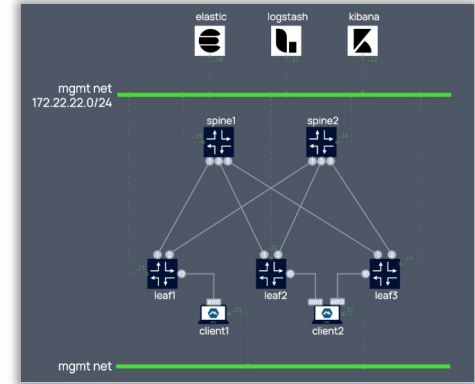 elastic
logstash
kibana
mgmt net
172.22.22.0/24
spine1
spine2
leaf1
leaf2
leaf3
client1
client2
mgmt net